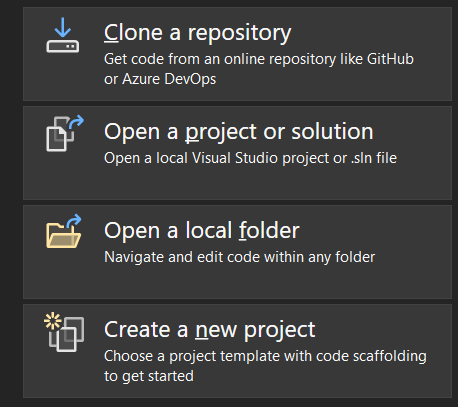 Clone a repository
Get code from an online repository like GitHub
or Azure DevOps
Open a project or solution
Open a local Visual Studio project or .sln file
Open a local folder
Navigate and edit code within any folder
Create a new project
Choose a project template with code scaffolding
to get started